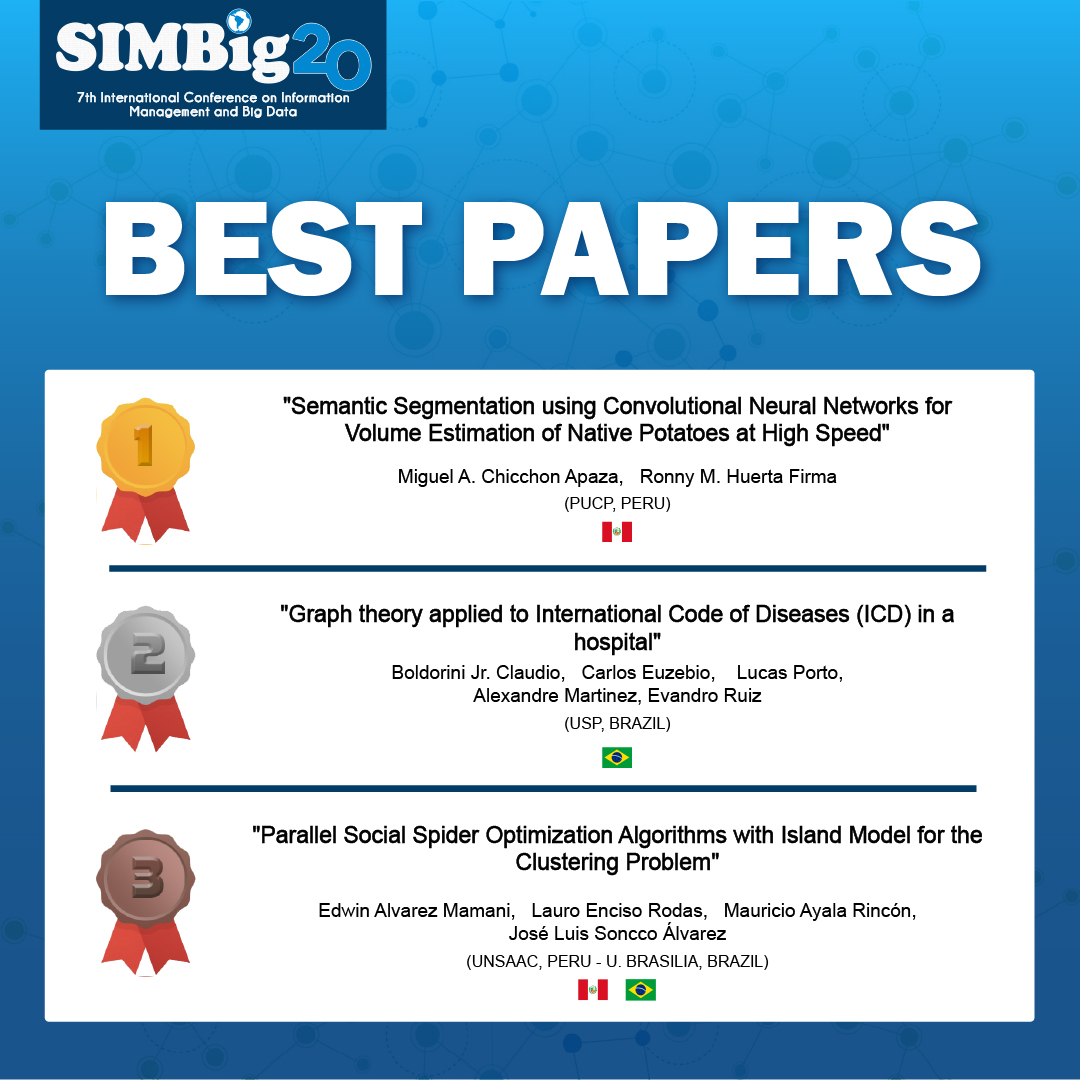 SIMBig20
7th International Conference on Information
Management and Big Data
BEST PAPERS
1
"Semantic Segmentation using Convolutional Neural Networks for
Volume Estimation of Native Potatoes at High Speed"
Miguel A. Chicchon Apaza, Ronny M. Huerta Firma
(PUCP, PERU)
2
"Graph theory applied to International Code of Diseases (ICD) in a
hospital"
Boldorini Jr. Claudio, Carlos Euzebio, Lucas Porto,
Alexandre Martinez, Evandro Ruiz
(USP, BRAZIL)
3
"Parallel Social Spider Optimization Algorithms with Island Model for the
Clustering Problem"
Edwin Alvarez Mamani, Lauro Enciso Rodas, Mauricio Ayala Rincón,
José Luis Soncco Álvarez
(UNSAAC, PERU - U. BRASILIA, BRAZIL)